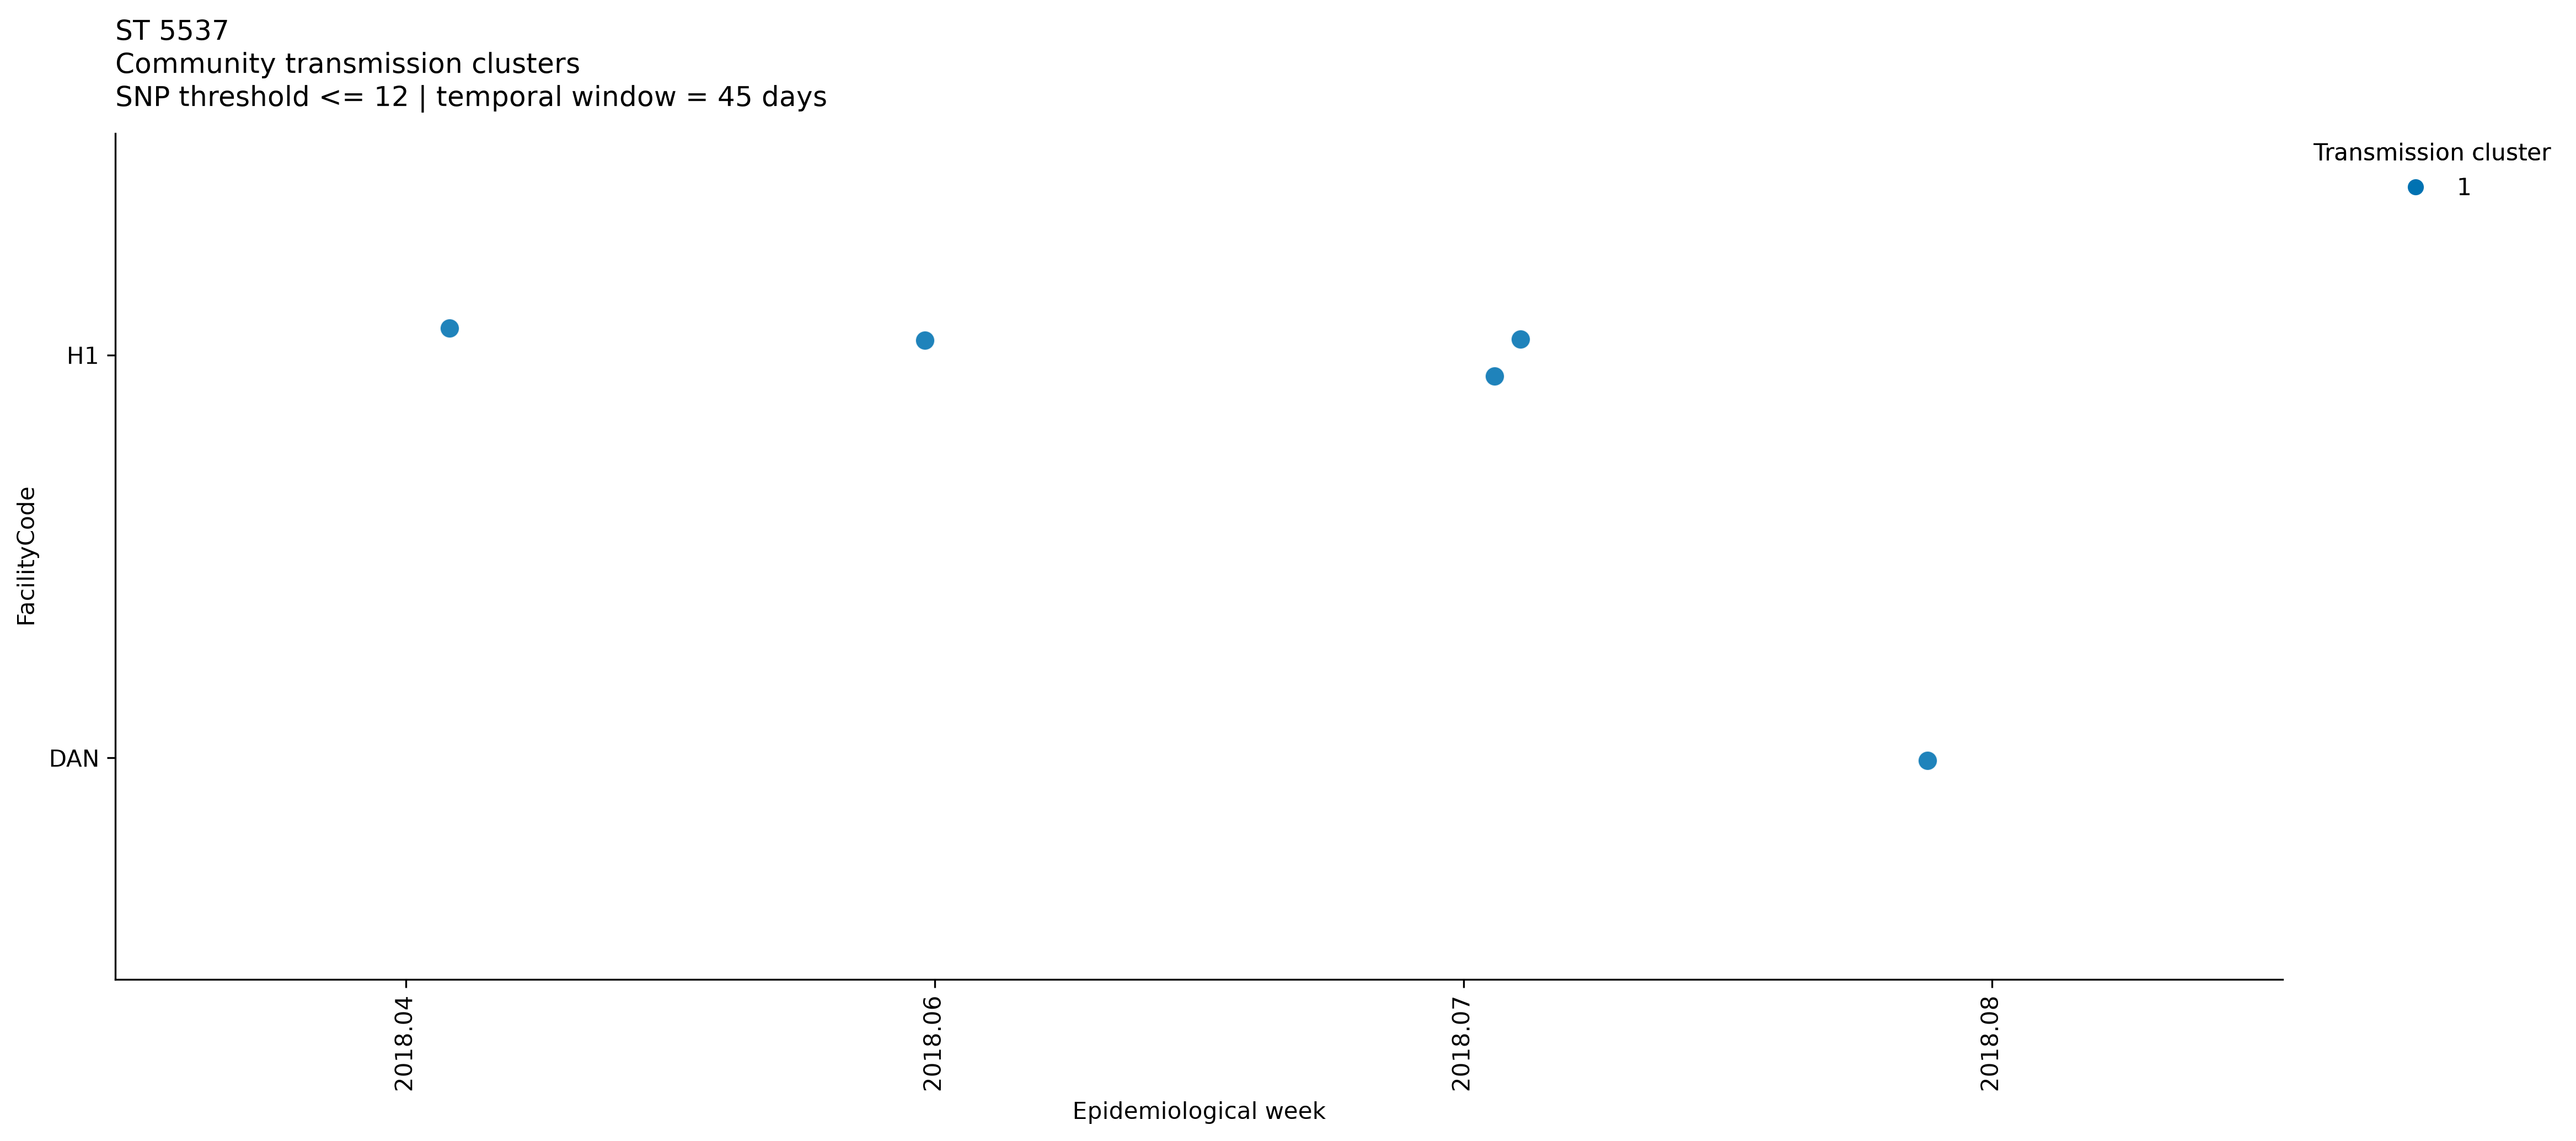 ST 5537
Community transmission clusters
SNP threshold <= 12 | temporal window = 45 days
Transmission cluster
1
H1
DAN
FacilityCode
2018.04
2018.06
2018.07
2018.08
Epidemiological week